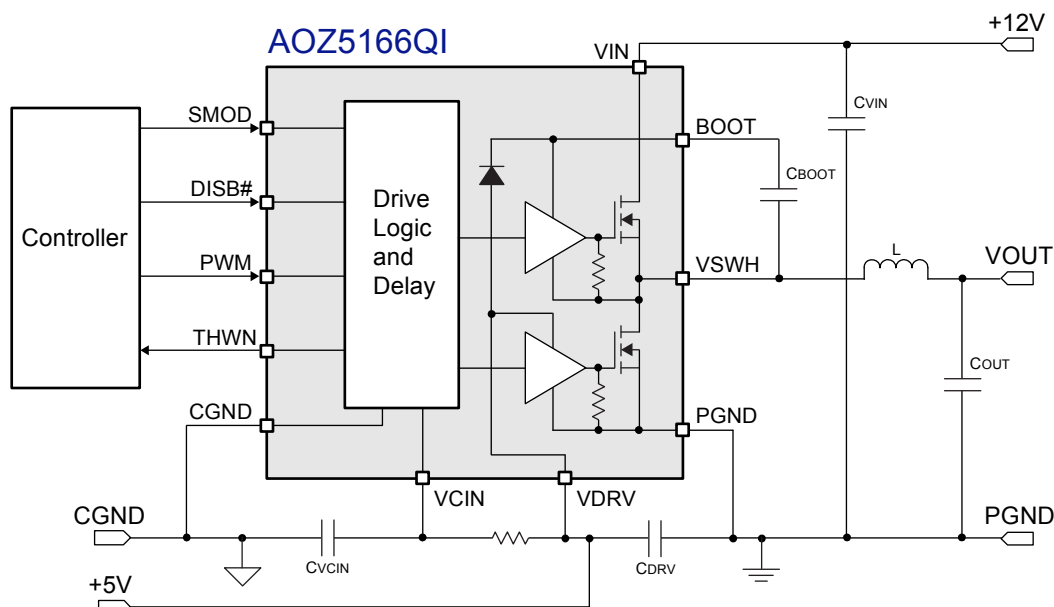 AOZ5166QI
+12V
VIN
CVIN
SMOD
BOOT
CBOOT
DISB#
Drive
Logic
and
Delay
Controller
PWM
VSWH
L
VOUT
THWN
COUT
CGND
PGND
VCIN
VDRV
CGND
PGND
CVCIN
CDRV
+5V